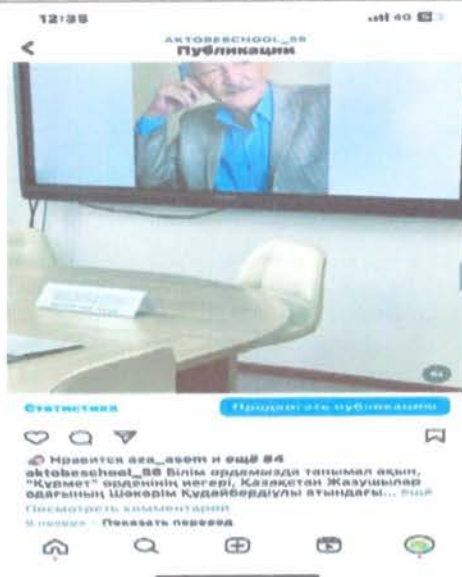 12:35
4G
AKTOBESCHOOL_58
Публикации
Статистика
Продвигать публикацию
Нравится aza_asem и ещё 84
aktobeschool_58 Білім ордамызда танымал ақын,
"Құрмет" орденінің иегері, Қазақстан Жазушылар
одағының Шәкәрім Құдайбердіұлы атындағы... ещё
Посмотреть комментарии
Показать перевод